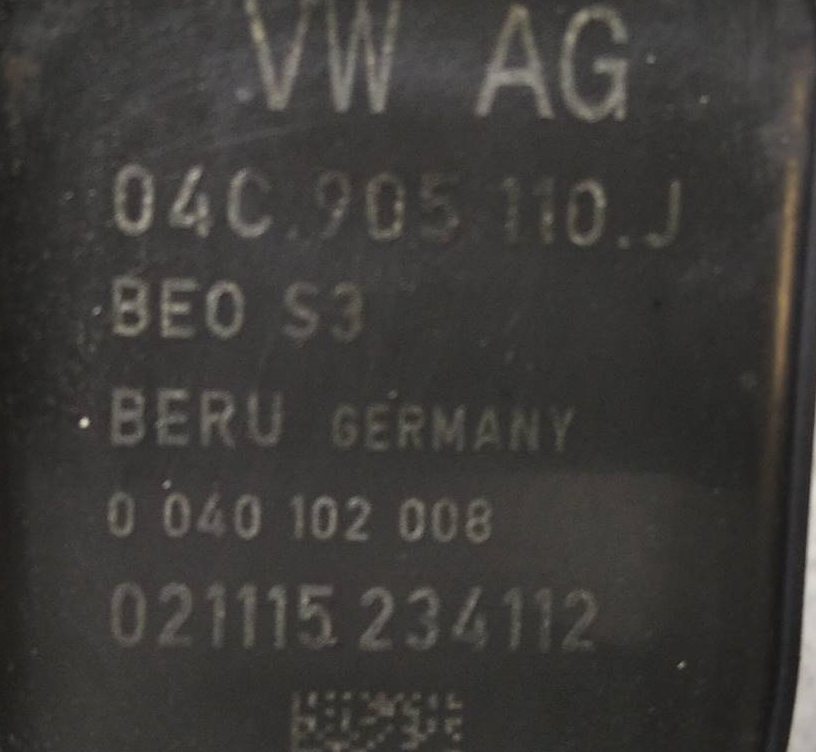 VW AG
04C.905 110.J
BEO S3
BERU GERMANY
0 040 102 008
021115 234112